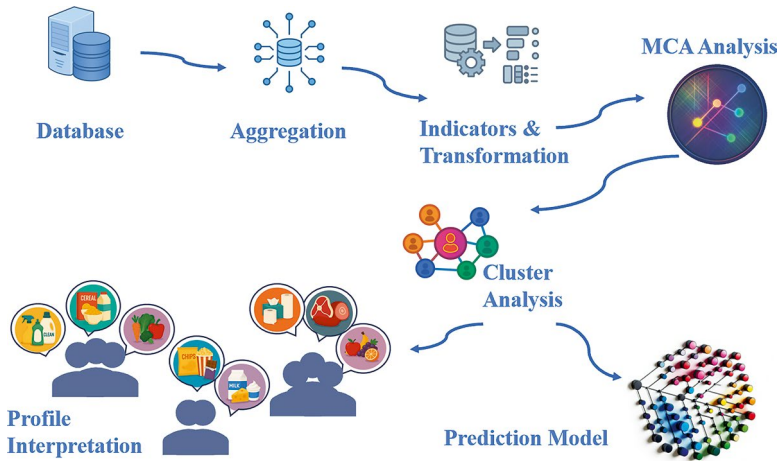 MCA Analysis
Database
Aggregation
Indicators &
Transformation
Cluster
Analysis
CEREAL
CLEAN
CHIPS
MILK
Profile
Interpretation
Prediction Model